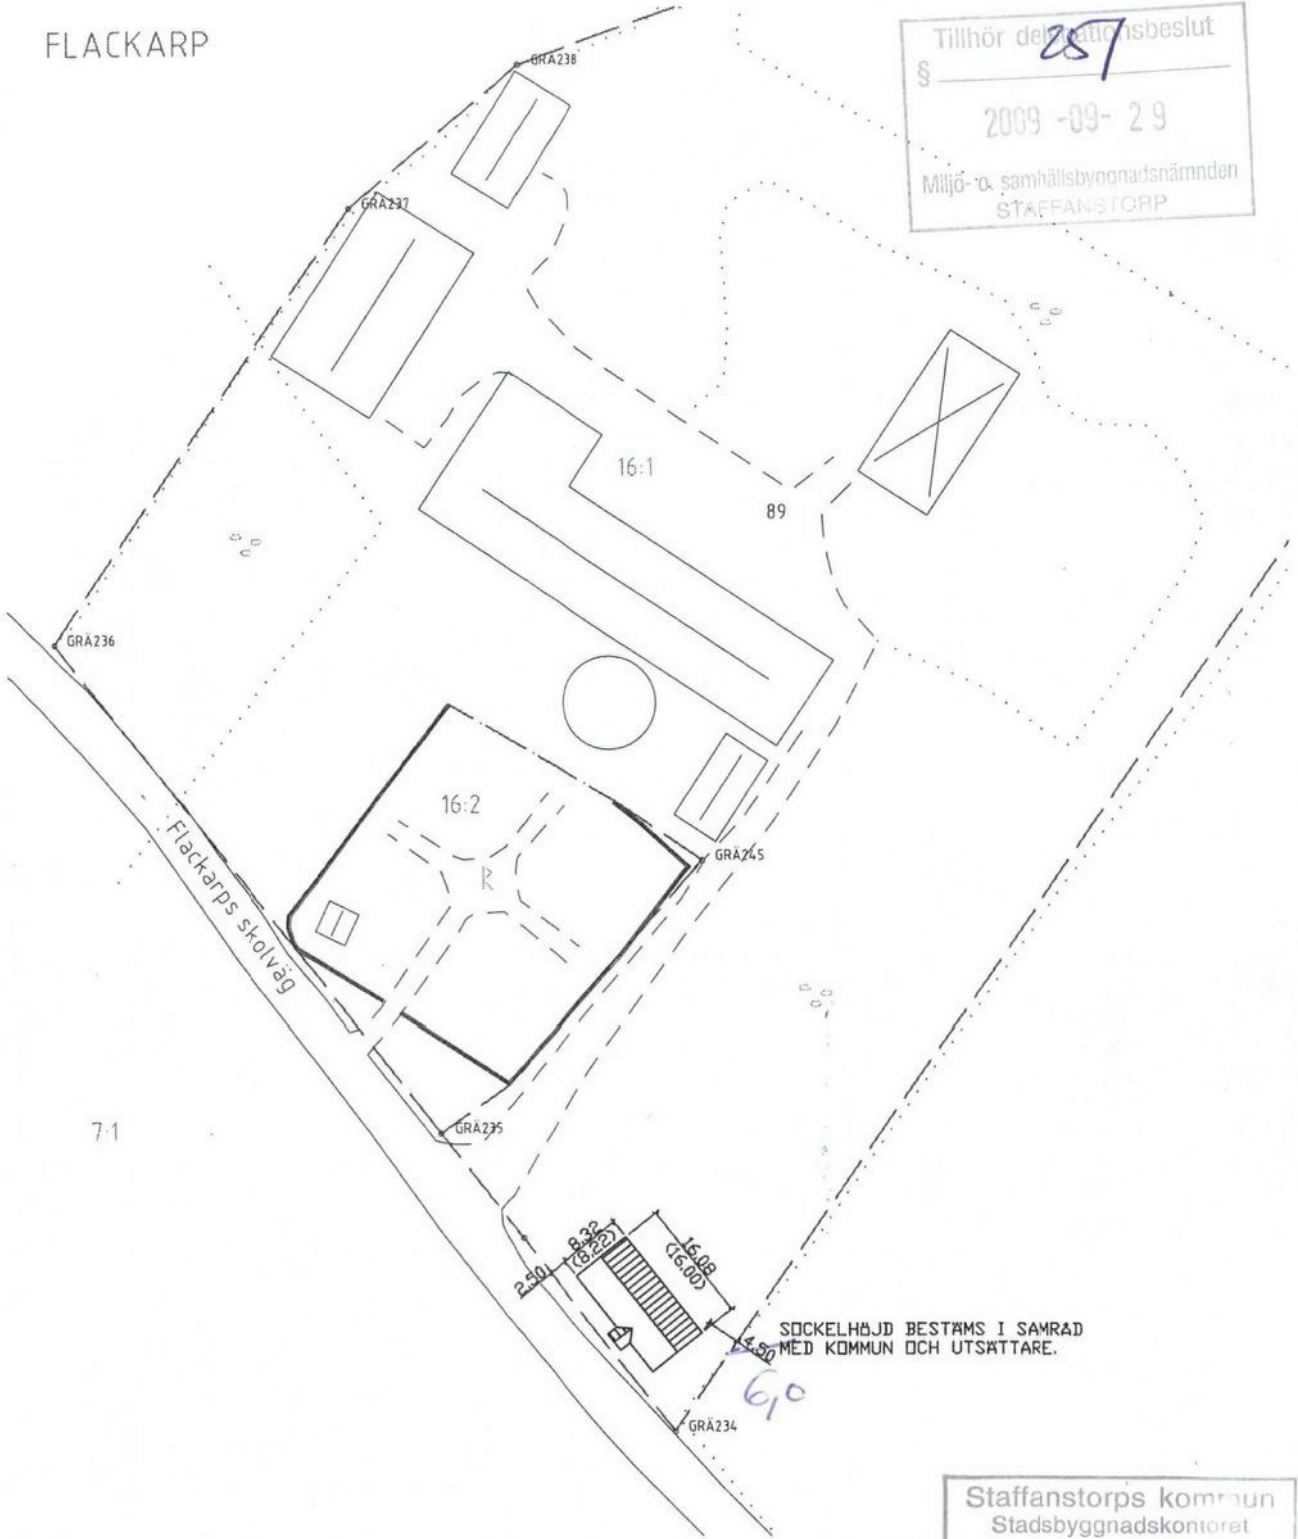 FLACKARP
Tillhör delegationsbeslut
§ 257
2009 -09- 29
Miljö- o. samhällsbyggnadsnämnden
STAFFANSTORP
GRÄ238
GRÄ237
16:1
89
GRÄ236
16:2
GRÄ245
R
Flackarps skolväg
7:1
GRÄ235
8.32
(8.22)
2.50
16.08
(16.00)
SOCKELHÖJD BESTÄMS I SAMRÅD
MED KOMMUN OCH UTSÄTTARE.
4.50
6,0
GRÄ234
Staffanstorps kommun
Stadsbyggnadskontoret